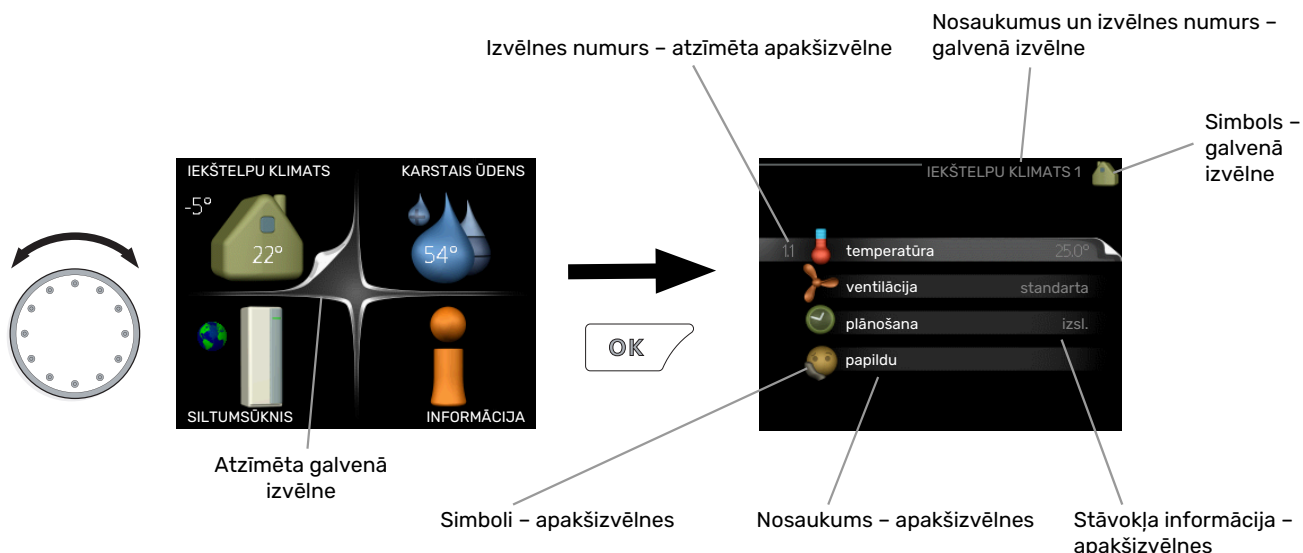 Nosaukumus un izvēlnes numurs –
galvenā izvēlne
Izvēlnes numurs – atzīmēta apakšizvēlne
Simbols –
galvenā
izvēlne
IEKŠTELPU KLIMATS
KARSTAIS ŪDENS
-5°
22°
54°
SILTUMSŪKNIS
INFORMĀCIJA
OK
IEKŠTELPU KLIMATS 1
1.1 temperatūra 25.0°
ventilācija standarta
plānošana izsl.
papildu
Atzīmēta galvenā
izvēlne
Simboli – apakšizvēlnes
Nosaukums – apakšizvēlnes
Stāvokļa informācija –
apakšizvēlnes